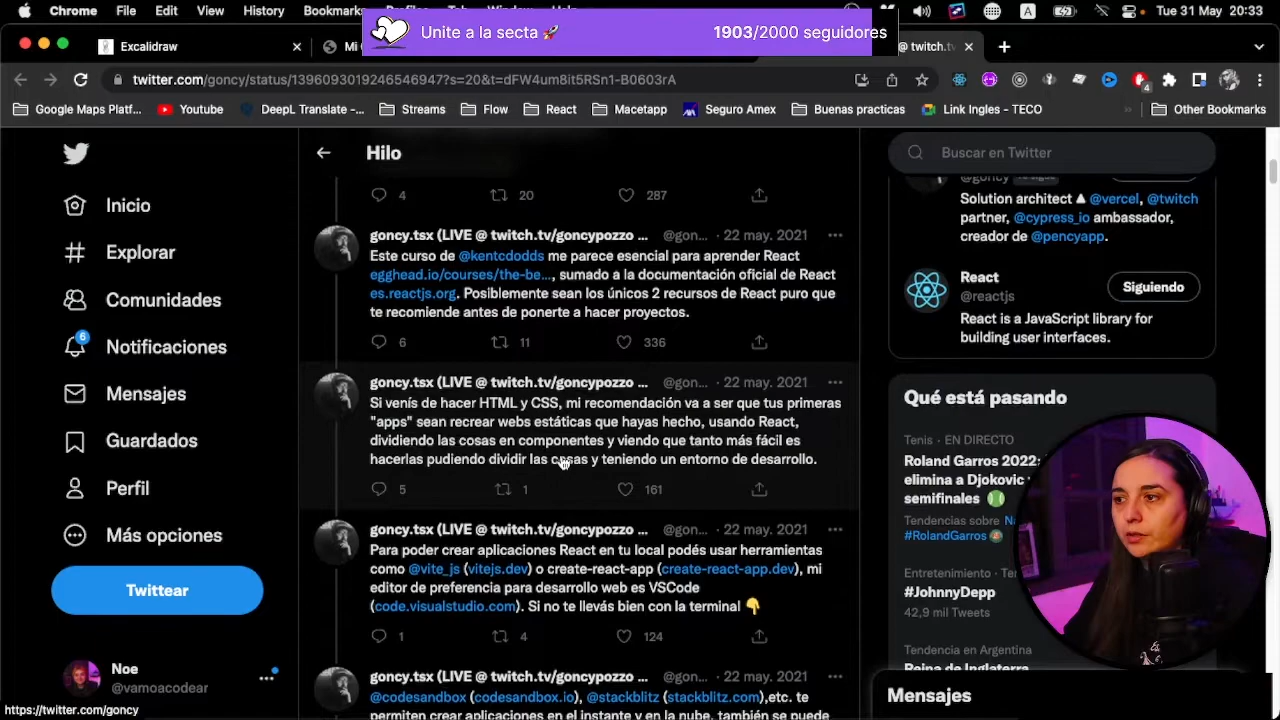 Chrome File Edit View History Bookmarks
Tue 31 May 20:33
Unite a la secta 🚀 1903/2000 seguidores
Excalidraw
Mi
@ twitch.tv.
twitter.com/goncy/status/1396093019246546947?s=20&t=dFW4um8it5RSn1-B0603rA
4
Google Maps Platf... Youtube DeepL Translate -... Streams Flow React Macetapp Seguro Amex Buenas practicas Link Ingles - TECO » Other Bookmarks
Inicio
Explorar
Comunidades
6
Notificaciones
Mensajes
Guardados
Perfil
Más opciones
Twittear
Noe
@vamoacodear
https://twitter.com/goncy
Hilo
4 20 287
goncy.tsx (LIVE @ twitch.tv/goncypozzo ... @gon... · 22 may. 2021
Este curso de @kentcdodds me parece esencial para aprender React
egghead.io/courses/the-be..., sumado a la documentación oficial de React
es.reactjs.org. Posiblemente sean los únicos 2 recursos de React puro que
te recomiende antes de ponerte a hacer proyectos.
6 11 336
goncy.tsx (LIVE @ twitch.tv/goncypozzo ... @gon... · 22 may. 2021
Si venís de hacer HTML y CSS, mi recomendación va a ser que tus primeras
"apps" sean recrear webs estáticas que hayas hecho, usando React,
dividiendo las cosas en componentes y viendo que tanto más fácil es
hacerlas pudiendo dividir las cosas y teniendo un entorno de desarrollo.
5 1 161
goncy.tsx (LIVE @ twitch.tv/goncypozzo ... @gon... · 22 may. 2021
Para poder crear aplicaciones React en tu local podés usar herramientas
como @vite_js (vitejs.dev) o create-react-app (create-react-app.dev), mi
editor de preferencia para desarrollo web es VSCode
(code.visualstudio.com). Si no te llevás bien con la terminal 👇
1 4 124
goncy.tsx (LIVE @ twitch.tv/goncypozzo ... @gon... · 22 may. 2021
@codesandbox (codesandbox.io), @stackblitz (stackblitz.com),etc. te
permiten crear aplicaciones en el instante y en la nube, también se puede
Buscar en Twitter
@goncy
Solution architect ▲ @vercel, @twitch
partner, @cypress_io ambassador,
creador de @pencyapp.
React
@reactjs
Siguiendo
React is a JavaScript library for
building user interfaces.
Qué está pasando
Tenis · EN DIRECTO
Roland Garros 2022:
elimina a Djokovic
semifinales
Tendencias sobre
#RolandGarros
Entretenimiento
#JohnnyDepp
42,9 mil Tweets
Tendencia en Argentina
Reina de Inglaterra
Mensajes